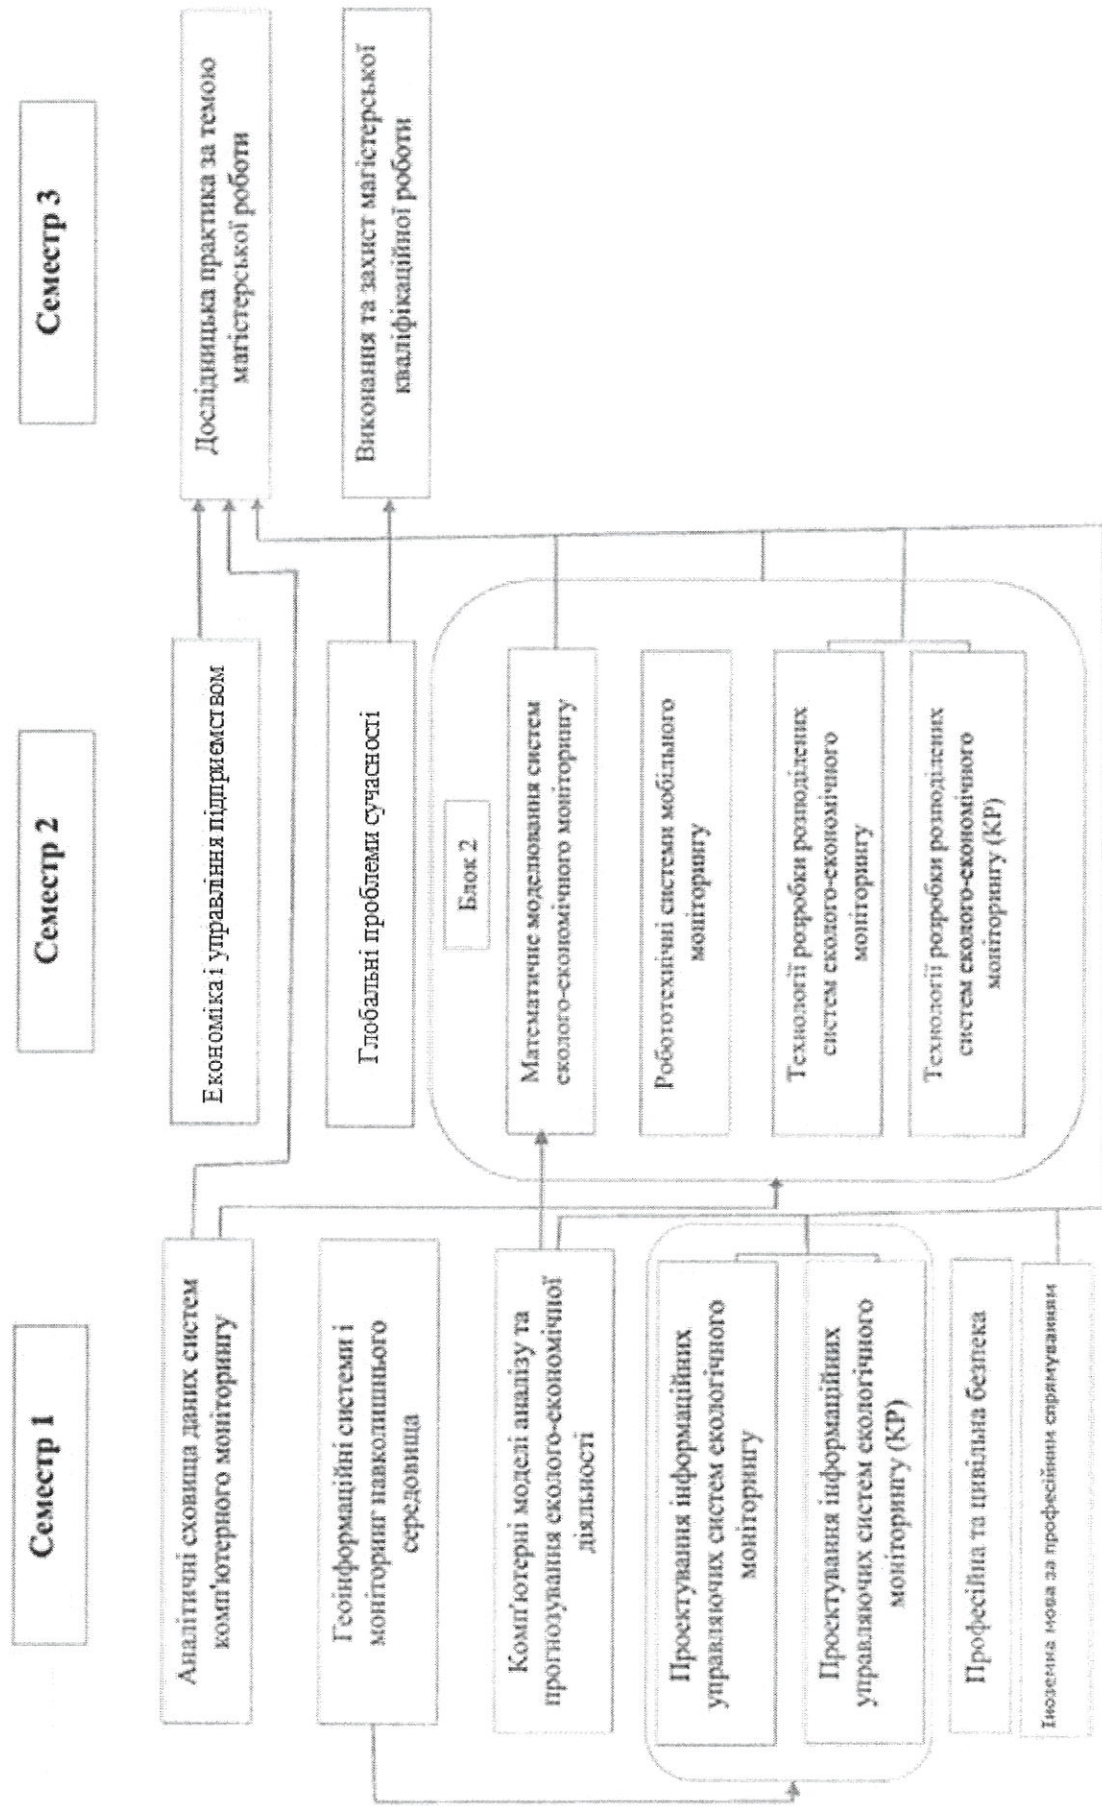 Семестр 1
Аналітичні сховища даних систем
комп'ютерного моніторингу
Геоінформаційні системи і
моніторинг навколишнього
середовища
Комп'ютерні моделі аналізу та
прогнозування еколого-економічної
діяльності
Проектування інформаційних
управляючих систем екологічного
моніторингу
Проектування інформаційних
управляючих систем екологічного
моніторингу (КР)
Професійна та цивільна безпека
Іноземна мова за професійним спрямуванням
Семестр 2
Економіка і управління підприємством
Глобальні проблеми сучасності
Блок 2
Математичне моделювання систем
еколого-економічного моніторингу
Робототехнічні системи мобільного
моніторингу
Технології розробки розподілених
систем еколого-економічного
моніторингу
Технології розробки розподілених
систем еколого-економічного
моніторингу (КР)
Семестр 3
Дослідницька практика за темою
магістерської роботи
Виконання та захист магістерської
кваліфікаційної роботи